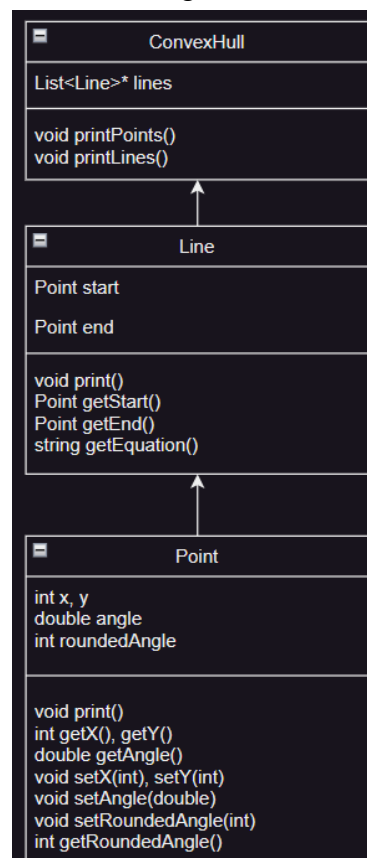 ConvexHull
List<Line>* lines
void printPoints()
void printLines()
Line
Point start
Point end
void print()
Point getStart()
Point getEnd()
string getEquation()
Point
int x, y
double angle
int roundedAngle
void print()
int getX(), getY()
double getAngle()
void setX(int), setY(int)
void setAngle(double)
void setRoundedAngle(int)
int getRoundedAngle()